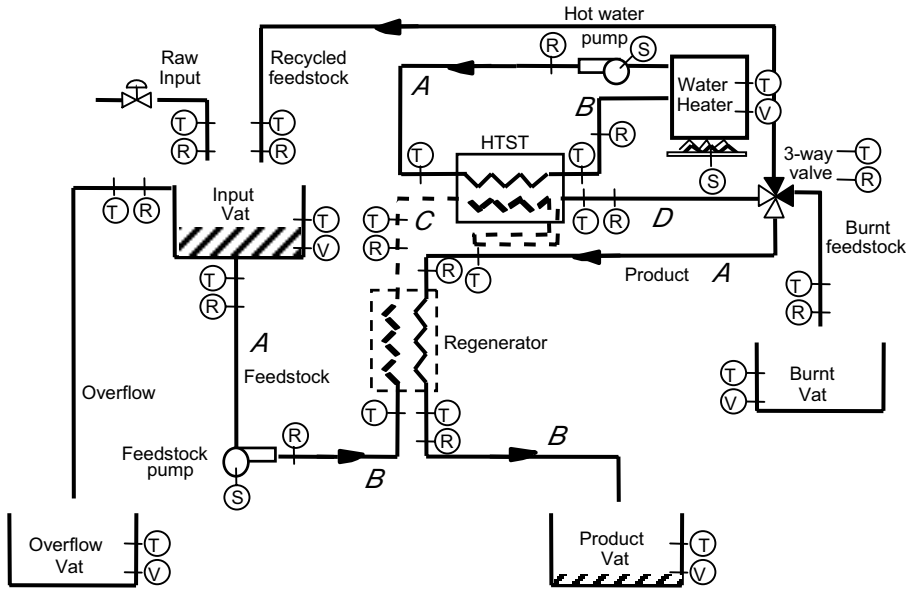 Hot water
pump
S
R
Raw
Input
Recycled
feedstock
A
Water
Heater
T
V
B
T
R
T
R
HTST
R
S
3-way
valve
T
R
T
T
Input
Vat
T
V
T
R
C
T
R
T
R
D
Burnt
feedstock
T
R
R
T
Product
A
T
R
A
Feedstock
Regenerator
Overflow
T
V
Burnt
Vat
T
T
R
R
Feedstock
pump
S
B
B
Overflow
Vat
T
V
Product
Vat
T
V